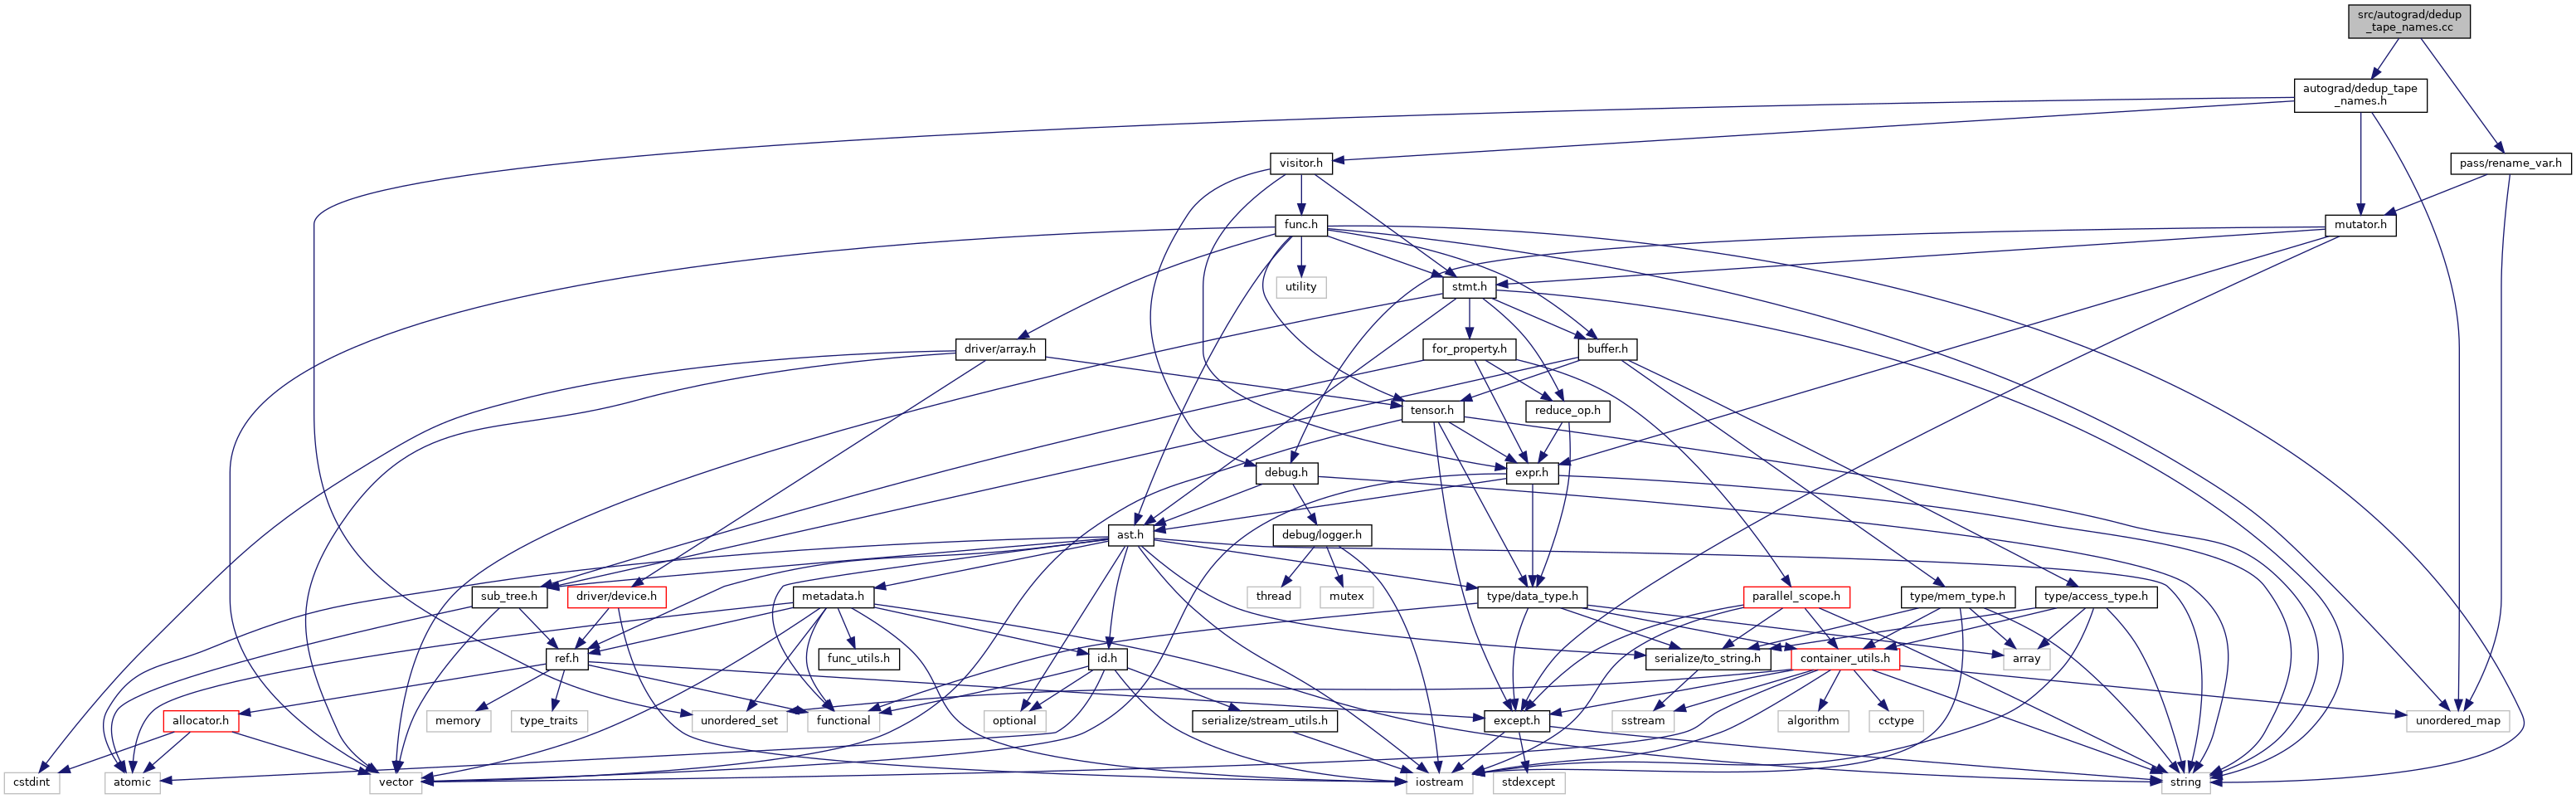 src/autograd/dedup
_tape_names.cc
autograd/dedup_tape
_names.h
visitor.h
pass/rename_var.h
func.h
mutator.h
utility
stmt.h
driver/array.h
for_property.h
buffer.h
tensor.h
reduce_op.h
debug.h
expr.h
ast.h
debug/logger.h
sub_tree.h
driver/device.h
metadata.h
thread
mutex
type/data_type.h
parallel_scope.h
type/mem_type.h
type/access_type.h
ref.h
func_utils.h
id.h
serialize/to_string.h
container_utils.h
array
allocator.h
memory
type_traits
unordered_set
functional
optional
serialize/stream_utils.h
except.h
sstream
algorithm
cctype
unordered_map
cstdint
atomic
vector
iostream
stdexcept
string